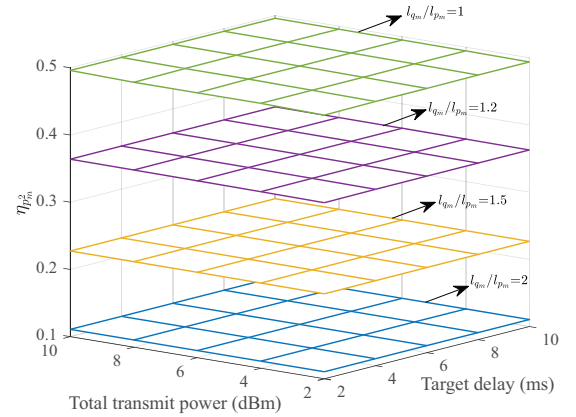 l_{q_m}/l_{p_m}=1
0.5
l_{q_m}/l_{p_m}=1.2
0.4
η_{p_m^2}
0.3
l_{q_m}/l_{p_m}=1.5
0.2
l_{q_m}/l_{p_m}=2
0.1
10
8
6
4
2
2
4
6
8
10
Total transmit power (dBm)
Target delay (ms)